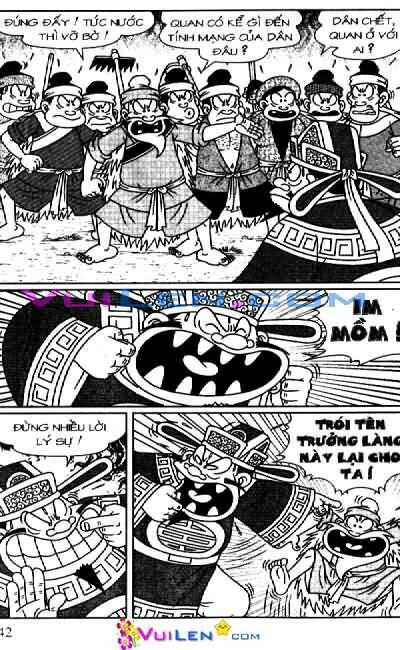 ĐÚNG ĐẤY ! TỨC NƯỚC
THÌ VỠ BỜ !
QUAN CÓ KỂ GÌ ĐẾN
TÍNH MẠNG CỦA DÂN
ĐÂU ?
DÂN CHẾT,
QUAN Ở VỚI
AI ?
VUILEN.COM
IM
MỒM !
ĐỪNG NHIỀU LỜI
LÝ SỰ !
TRÓI TÊN
TRƯỞNG LÀNG
NÀY LẠI CHO
TA !
42
VUILEN.COM